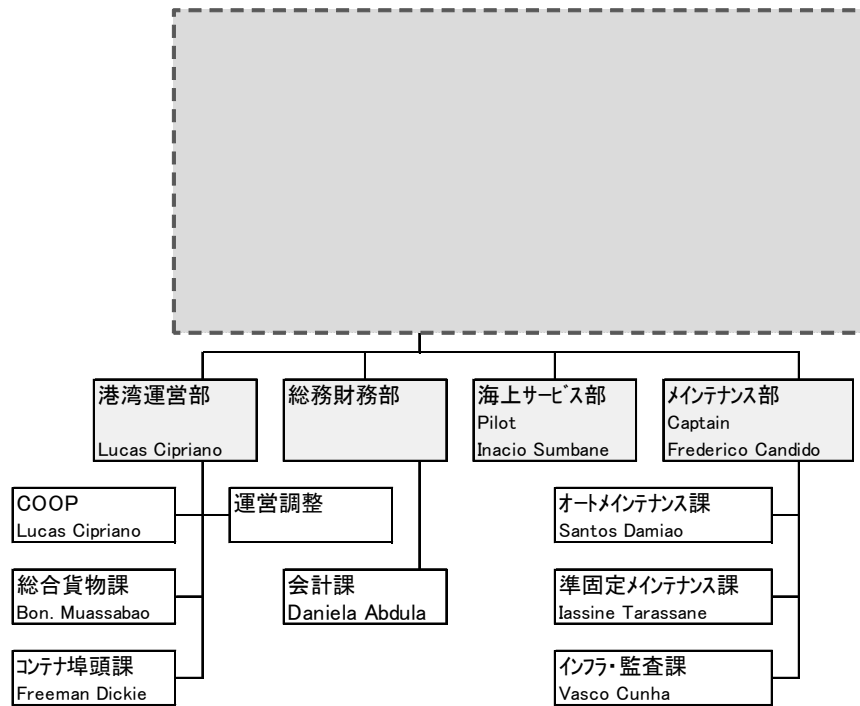 港湾運営部
Lucas Cipriano
総務財務部
海上サービス部
Pilot
Inacio Sumbane
メインテナンス部
Captain
Frederico Candido
COOP
Lucas Cipriano
運営調整
オートメインテナンス課
Santos Damiao
総合貨物課
Bon. Muassabao
会計課
Daniela Abdula
準固定メインテナンス課
Iassine Tarassane
コンテナ埠頭課
Freeman Dickie
インフラ・監査課
Vasco Cunha